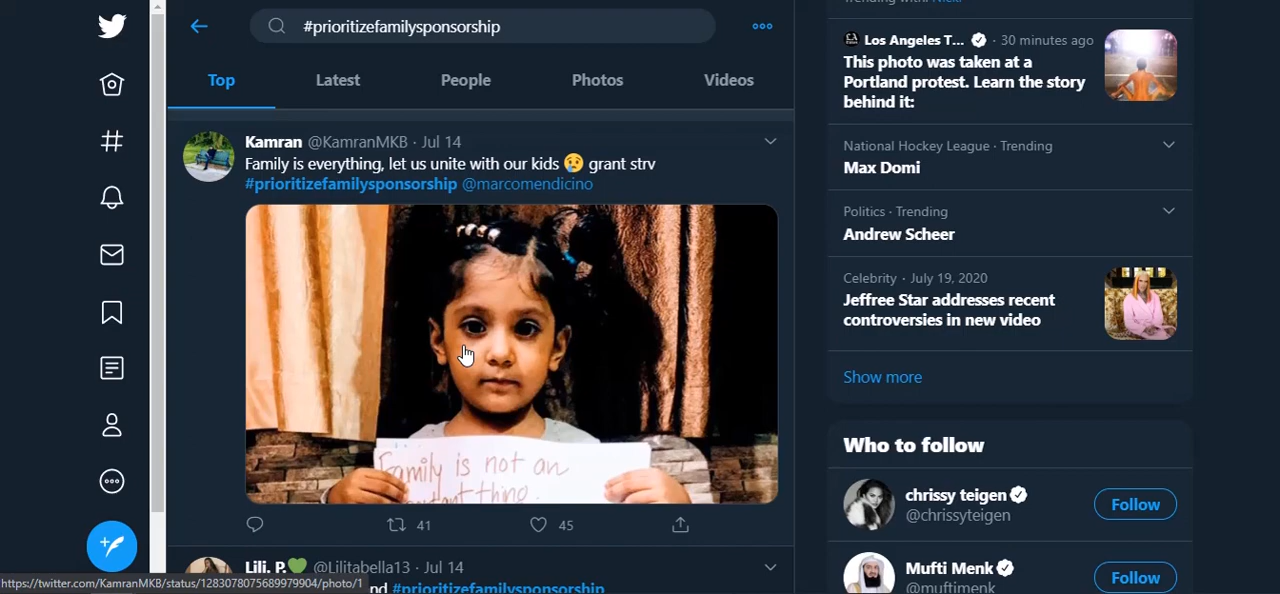 #prioritizefamilysponsorship
Top
Latest
People
Photos
Videos
Kamran @KamranMKB · Jul 14
Family is everything, let us unite with our kids 😢 grant strv
#prioritizefamilysponsorship @marcomendicino
Family is not an
thing.
41
45
Lili. P.💚 @Lilitabella13 · Jul 14
#prioritizefamilysponsorship
https://twitter.com/KamranMKB/status/1283078075689979904/photo/1
Los Angeles T... · 30 minutes ago
This photo was taken at a
Portland protest. Learn the story
behind it:
National Hockey League · Trending
Max Domi
Politics · Trending
Andrew Scheer
Celebrity · July 19, 2020
Jeffree Star addresses recent
controversies in new video
Show more
Who to follow
chrissy teigen
@chrissyteigen
Follow
Mufti Menk
@muftimenk
Follow